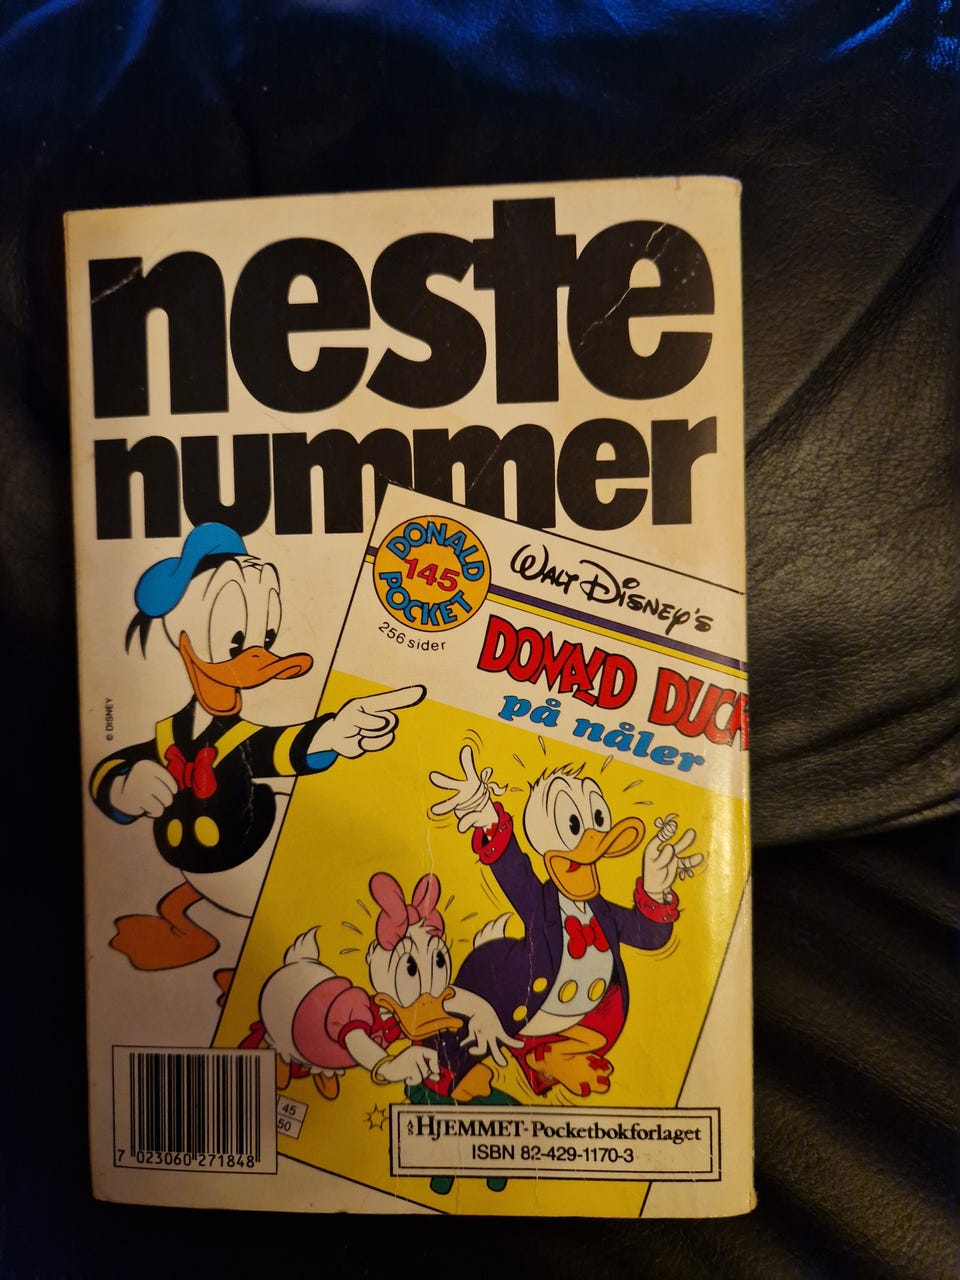 neste
nummer
DONALD
145
POCKET
256 sider
WALT DISNEY'S
DONALD DUCK
på nåler
© DISNEY
45
50
7 023060 271848
A/S HJEMMET-Pocketbokforlaget
ISBN 82-429-1170-3